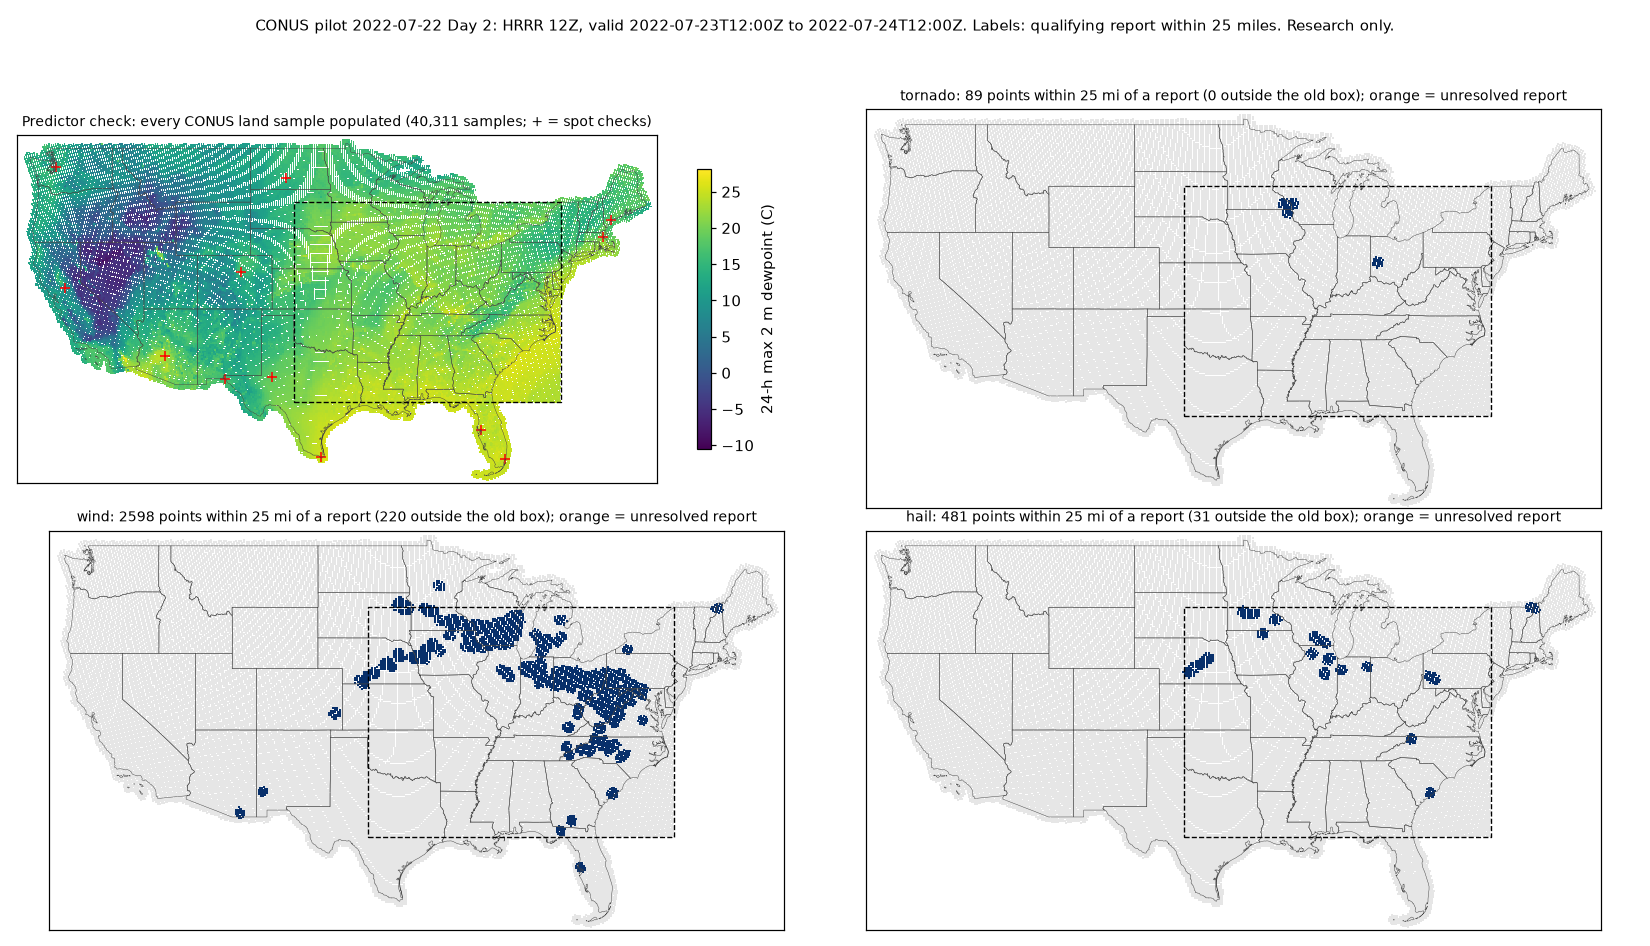 CONUS pilot 2022-07-22 Day 2: HRRR 12Z, valid 2022-07-23T12:00Z to 2022-07-24T12:00Z. Labels: qualifying report within 25 miles. Research only.
Predictor check: every CONUS land sample populated (40,311 samples; + = spot checks)
25
20
15
10
5
0
−5
−10
24-h max 2 m dewpoint (C)
tornado: 89 points within 25 mi of a report (0 outside the old box); orange = unresolved report
wind: 2598 points within 25 mi of a report (220 outside the old box); orange = unresolved report
hail: 481 points within 25 mi of a report (31 outside the old box); orange = unresolved report